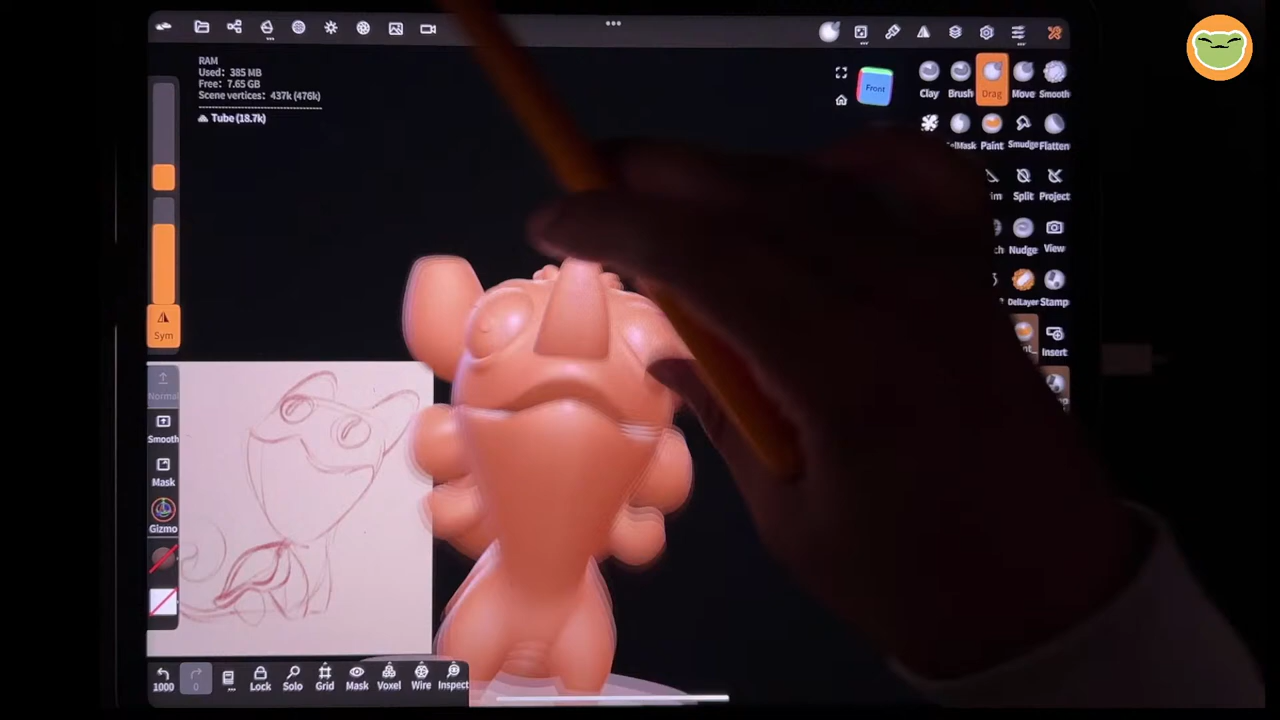 RAM
Used: 385 MB
Free: 7.65 GB
Scene vertices: 437k (476k)
Tube (18.7k)
Front
Clay
Brush
Drag
Move
Smooth
Paint
Smudge
Flatten
Split
Project
Nudge
View
DelLayer
Stamp
Insert
Sym
Normal
Smooth
Mask
Gizmo
1000
0
Lock
Solo
Grid
Mask
Voxel
Wire
Inspect